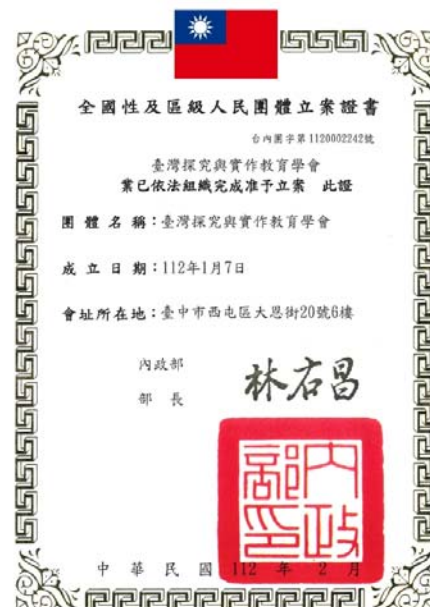 全國性及區級人民團體立案證書
台內團字第1120002242號
臺灣探究與實作教育學會
業已依法組織完成准予立案 此證
團體名稱：臺灣探究與實作教育學會
成立日期：112年1月7日
會址所在地：臺中市西屯區大恩街20號6樓
內政部
部長 林右昌
內政部印
中華民國 112 年 2 月